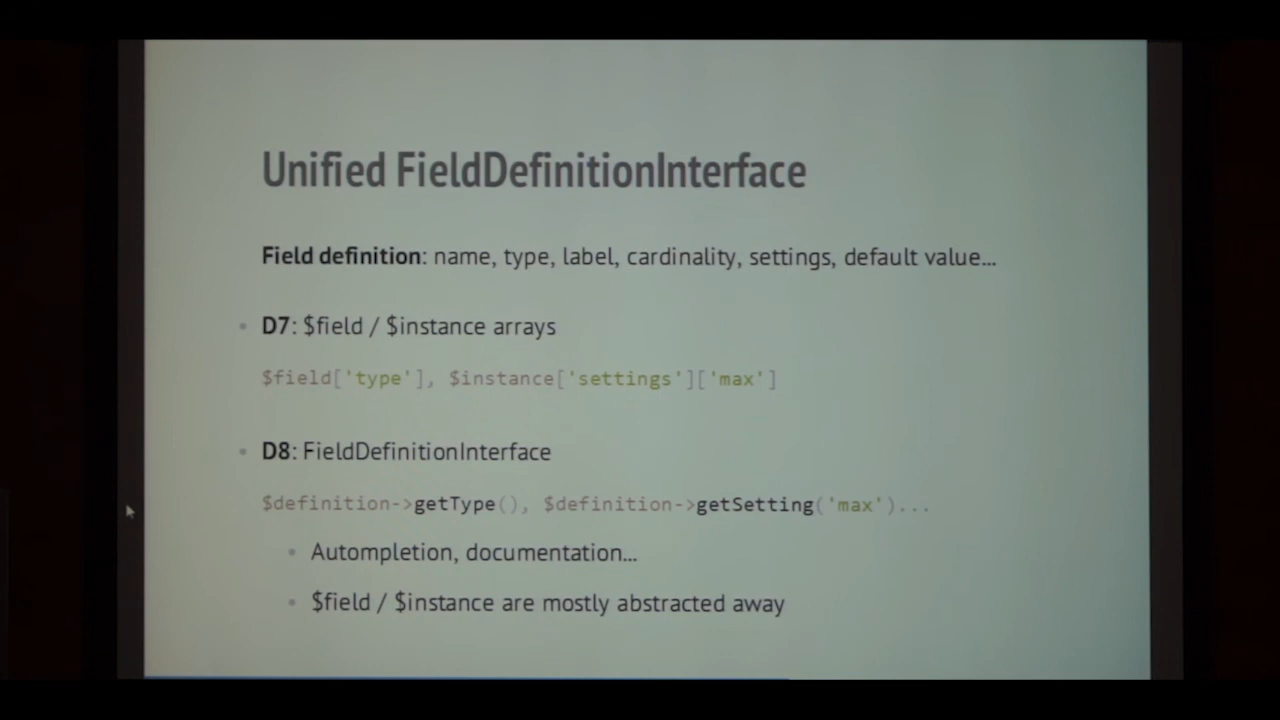 Unified FieldDefinitionInterface
Field definition: name, type, label, cardinality, settings, default value...
• D7: $field / $instance arrays
$field['type'], $instance['settings']['max']
• D8: FieldDefinitionInterface
$definition->getType(), $definition->getSetting('max')...
• Autompletion, documentation...
• $field / $instance are mostly abstracted away